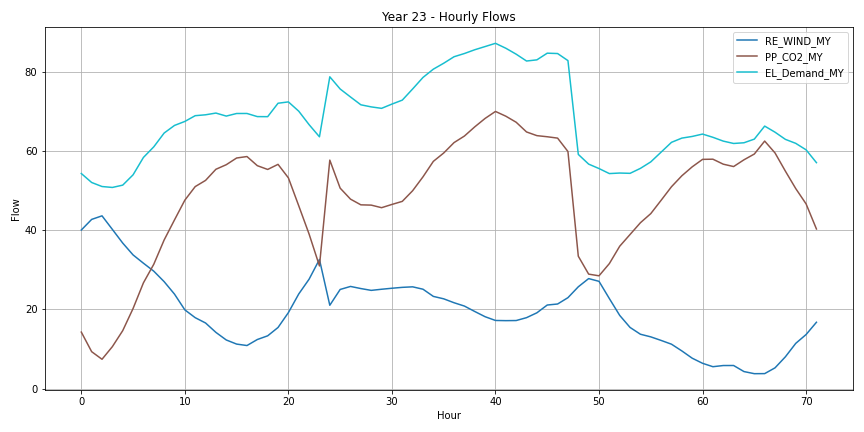 Year 23 - Hourly Flows
RE_WIND_MY
PP_CO2_MY
EL_Demand_MY
Flow
80
60
40
20
0
0 10 20 30 40 50 60 70
Hour